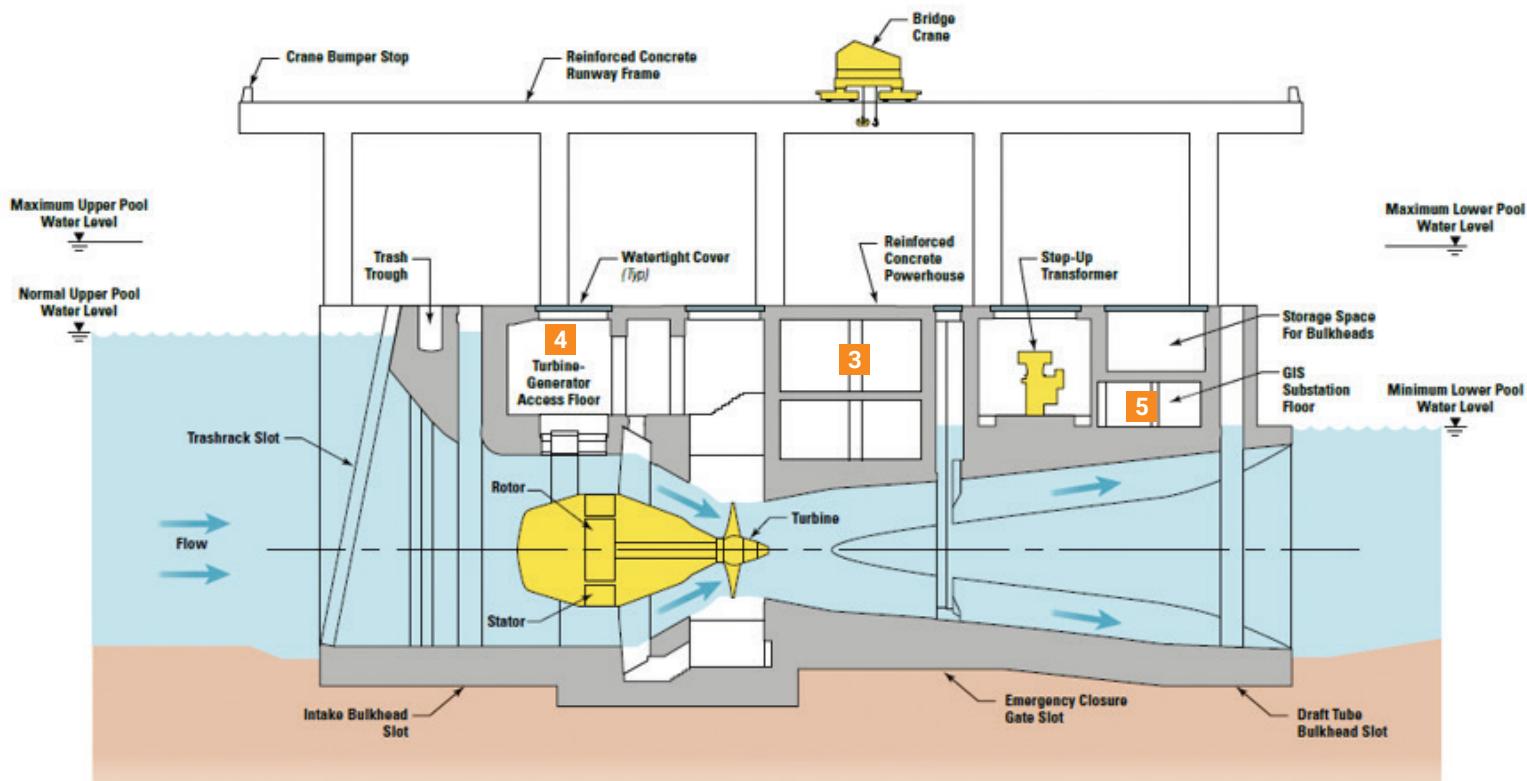 Bridge
Crane
Crane Bumper Stop
Reinforced Concrete
Runway Frame
Maximum Upper Pool
Water Level
Maximum Lower Pool
Water Level
Trash
Trough
Watertight Cover
(Typ)
Reinforced
Concrete
Powerhouse
Step-Up
Transformer
Normal Upper Pool
Water Level
Storage Space
For Bulkheads
4
Turbine-
Generator
Access Floor
3
5
GIS
Substation
Floor
Minimum Lower Pool
Water Level
Trashrack Slot
Rotor
Turbine
Flow
Stator
Intake Bulkhead
Slot
Emergency Closure
Gate Slot
Draft Tube
Bulkhead Slot